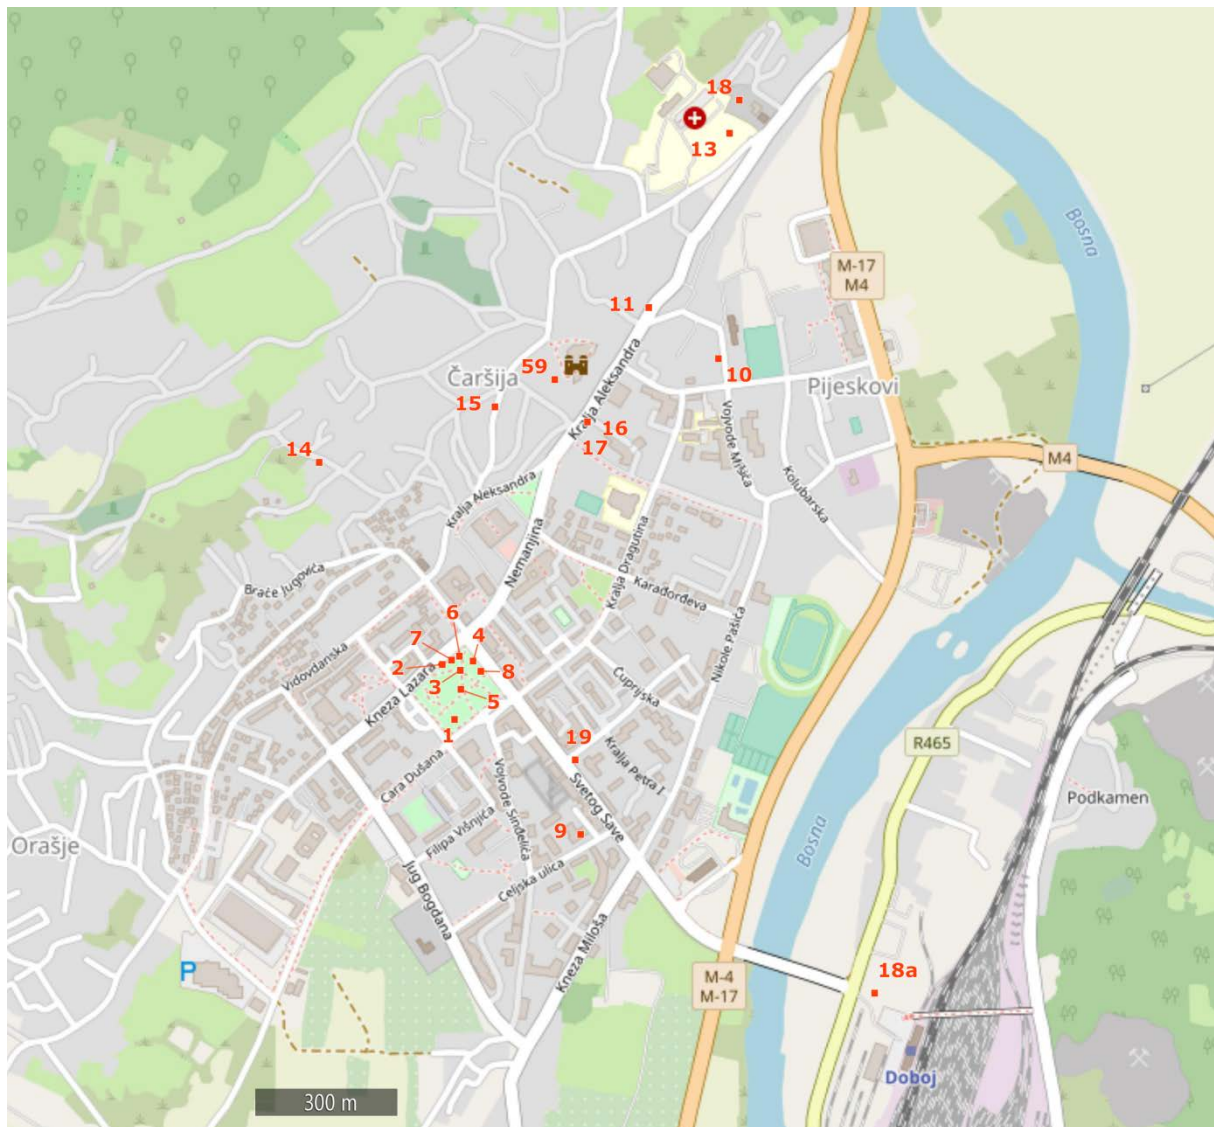 18
13
Bosna
M-17
M4
11
Kralja Aleksandra
59
Čaršija
10
Pijeskovi
15
16
17
14
M4
Vojvode Mišića
Kolubarska
Kralja Aleksandra
Nemanjina
Kralja Dragutina
Karađorđeva
Braće Jugovića
6
4
7
2
3
8
5
1
Nikole Pašića
Vidovdanska
Kneza Lazara
Ćuprijska
R465
19
Kralja Petra I
Cara Dušana
Vojvode Sinđelića
Svetog Save
Podkamen
Filipa Višnjića
9
Bosna
Orašje
Celjska ulica
Jug Bogdana
Kneza Miloša
P
M-4
M-17
18a
Doboj
300 m